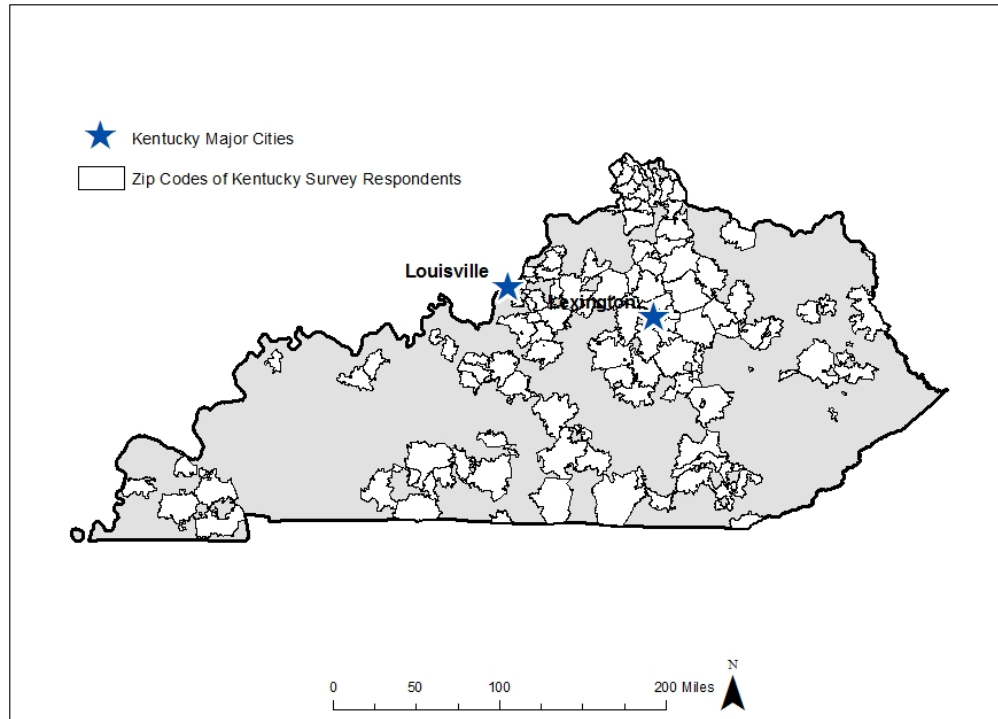 Kentucky Major Cities
Zip Codes of Kentucky Survey Respondents
Louisville
Lexington
N
0 50 100 200 Miles